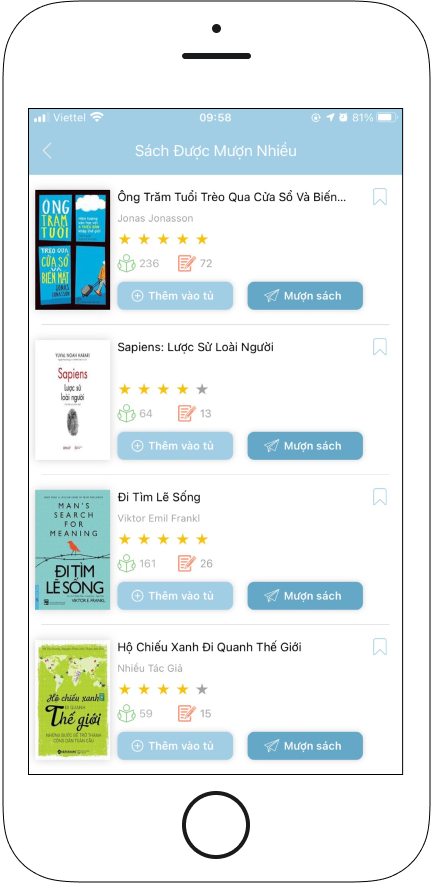 Viettel 09:58 81%
Sách Được Mượn Nhiều
ÔNG
TRĂM
TUỔI
TRÈO QUA
CỬA SỔ
VÀ
BIẾN MẤT
JONAS JONASSON
Ông Trăm Tuổi Trèo Qua Cửa Sổ Và Biến...
Jonas Jonasson
236 72
Thêm vào tủ Mượn sách
YUVAL NOAH HARARI
Sapiens
lược sử
loài người
Sapiens: Lược Sử Loài Người
64 13
Thêm vào tủ Mượn sách
MAN'S
SEARCH
FOR
MEANING
ĐI TÌM
LẼ SỐNG
VIKTOR E. FRANKL
Đi Tìm Lẽ Sống
Viktor Emil Frankl
161 26
Thêm vào tủ Mượn sách
Hộ chiếu xanh
ĐI QUANH
Thế giới
Hộ Chiếu Xanh Đi Quanh Thế Giới
Nhiều Tác Giả
59 15
Thêm vào tủ Mượn sách